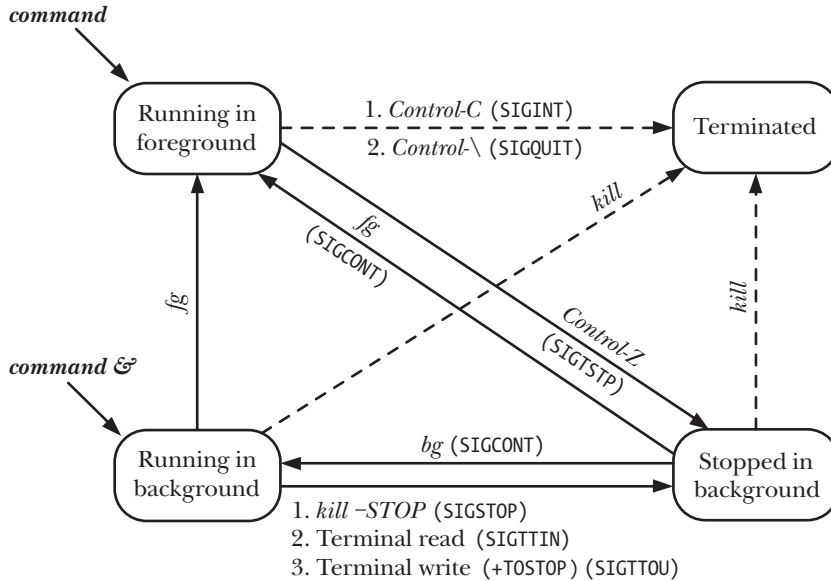 command
Running in
foreground
1. Control-C (SIGINT)
2. Control-\ (SIGQUIT)
Terminated
fg
(SIGCONT)
kill
fg
Control-Z
(SIGTSTP)
kill
command &
Running in
background
bg (SIGCONT)
Stopped in
background
1. kill –STOP (SIGSTOP)
2. Terminal read (SIGTTIN)
3. Terminal write (+TOSTOP) (SIGTTOU)